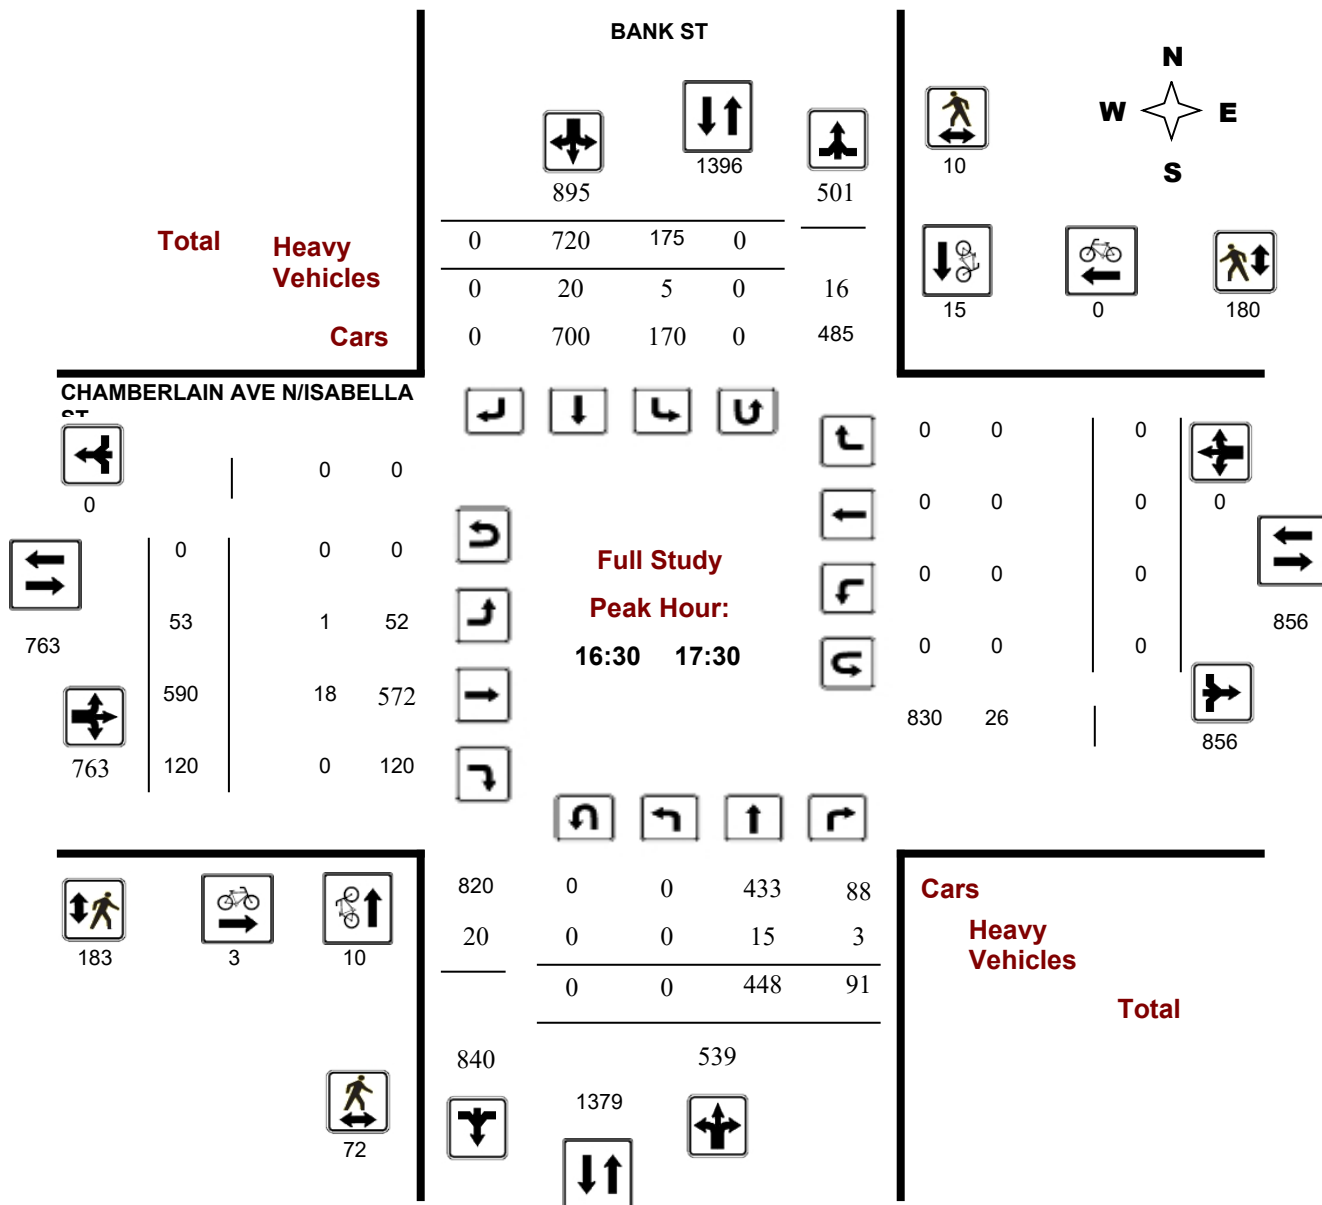 BANK ST
N
W E
S
1396
10
895
501
Total
Heavy
Vehicles
Cars
0 720 175 0
0 20 5 0 16
0 700 170 0 485
15 0 180
CHAMBERLAIN AVE N/ISABELLA
ST
0 0
0
0 0 0
53 1 52
763
590 18 572
763
120 0 120
Full Study
Peak Hour:
16:30 17:30
0 0 0
0 0 0 0
0 0 0
856
0 0 0
830 26
856
183 3 10
72
820 0 0 433 88
20 0 0 15 3
0 0 448 91
840 539
1379
Cars
Heavy
Vehicles
Total